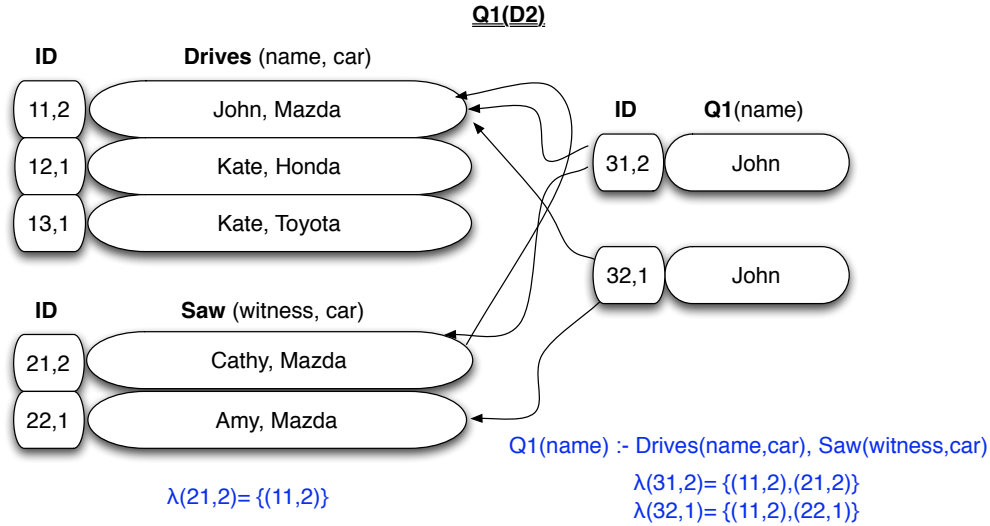 Q1(D2)
ID Drives (name, car)
11,2 John, Mazda
12,1 Kate, Honda
13,1 Kate, Toyota
ID Q1(name)
31,2 John
32,1 John
ID Saw (witness, car)
21,2 Cathy, Mazda
22,1 Amy, Mazda
λ(21,2)= {(11,2)}
Q1(name) :- Drives(name,car), Saw(witness,car)
λ(31,2)= {(11,2),(21,2)}
λ(32,1)= {(11,2),(22,1)}